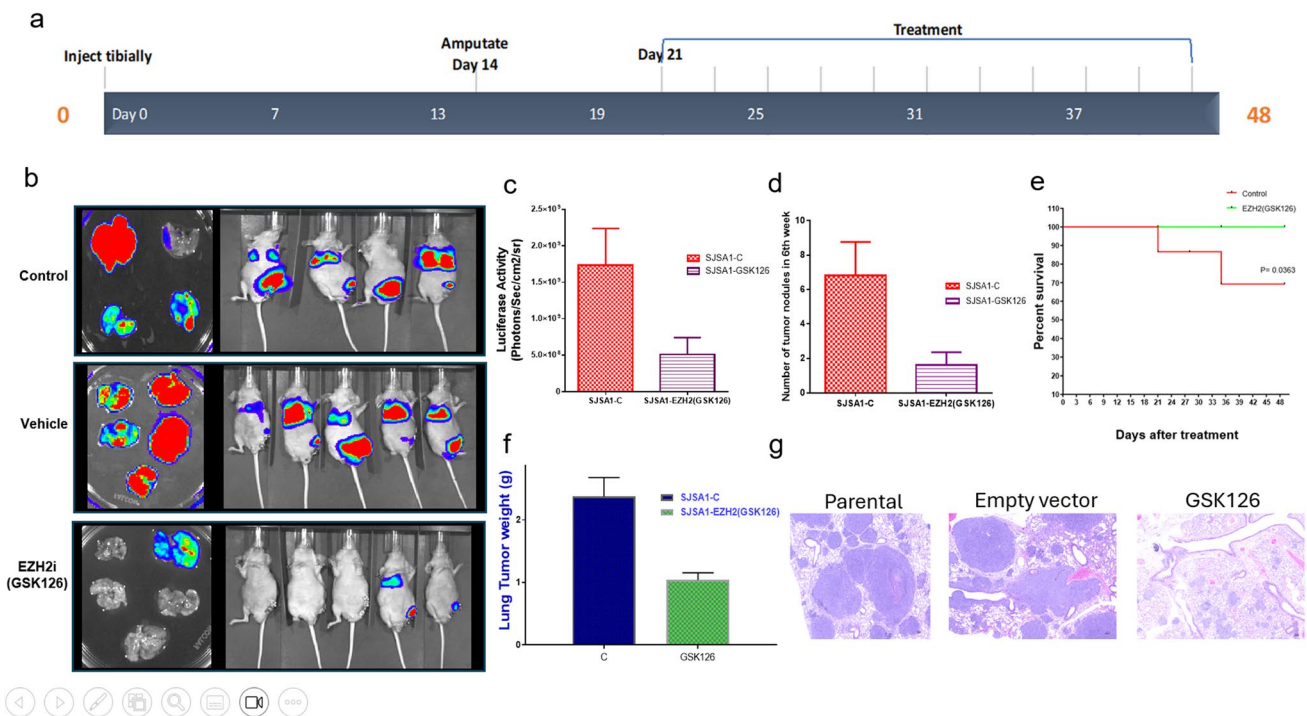 a
Inject tibially
Amputate
Day 14
Day 21
Treatment
0
Day 0
7
13
19
25
31
37
48
b
Control
Vehicle
EZH2i
(GSK126)
c
Luciferase Activity
(Photons/Sec/cm2/sr)
2.5×10⁹
2.0×10⁹
1.5×10⁹
1.0×10⁹
5.0×10⁸
0
SJSA1-C
SJSA1-GSK126
SJSA1-C
SJSA1-EZH2(GSK126)
d
Number of tumor nodules in 6th week
10
8
6
4
2
0
SJSA1-C
SJSA1-GSK126
SJSA1-C
SJSA1-EZH2(GSK126)
e
Control
EZH2(GSK126)
Percent survival
110
100
90
80
70
60
50
40
30
20
10
0
P= 0.0363
0 3 6 9 12 15 18 21 24 27 30 33 36 39 42 45 48
Days after treatment
f
Lung Tumor weight (g)
2
1
0
SJSA1-C
SJSA1-EZH2(GSK126)
C
GSK126
g
Parental
Empty vector
GSK126